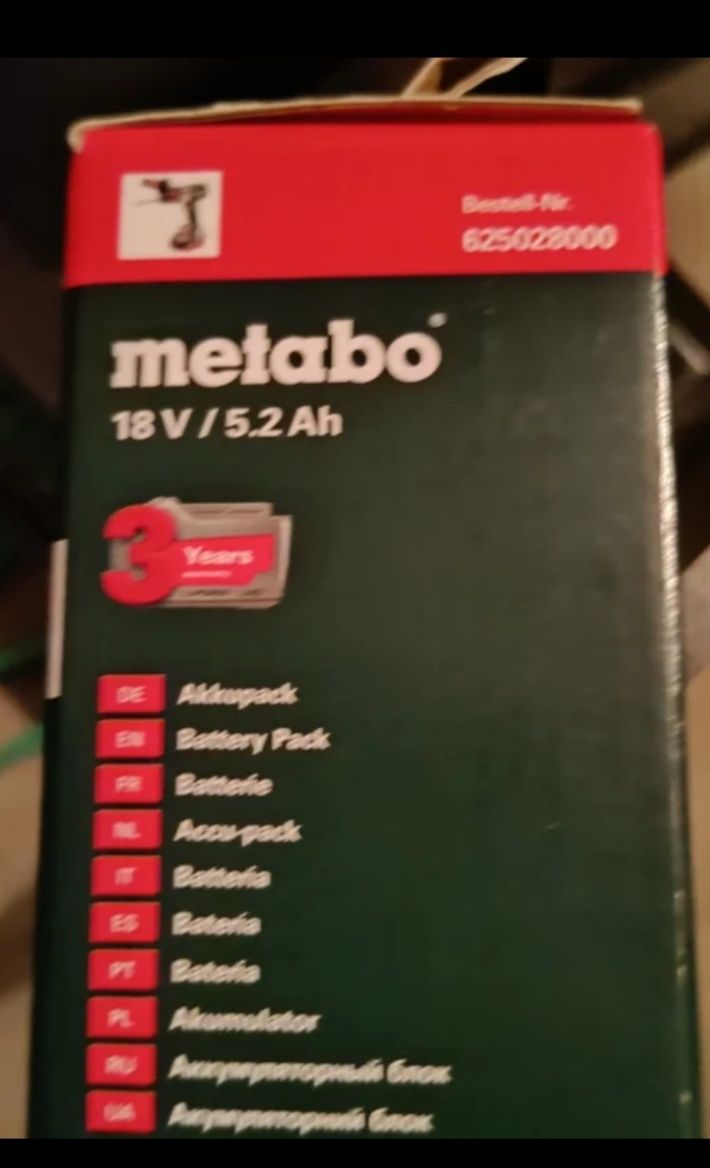 Bestell-Nr.
625028000
metabo
18 V / 5.2 Ah
3 Years
DE Akkupack
EN Battery Pack
FR Batterie
NL Accu-pack
IT Batteria
ES Batería
PT Bateria
PL Akumulator
RU Аккумуляторный блок
UA Акумуляторний блок